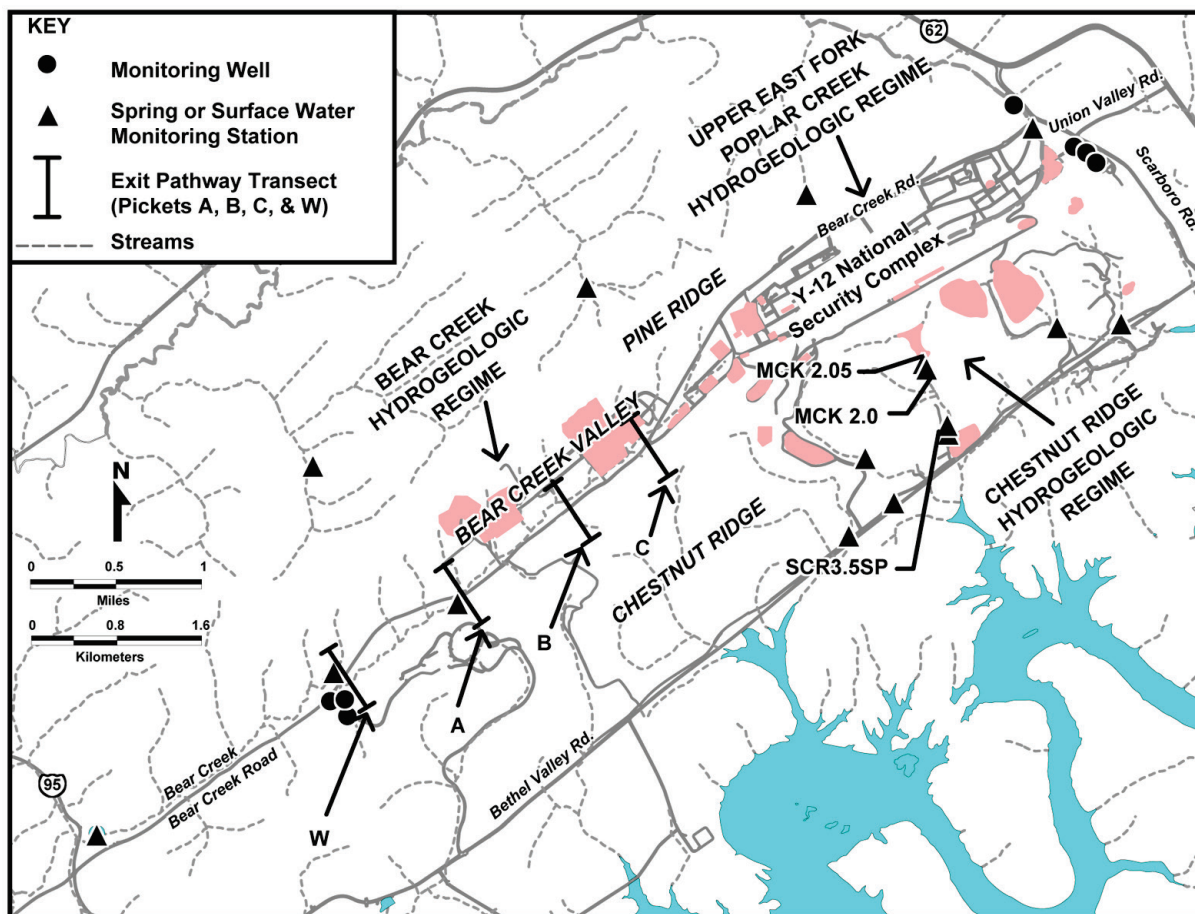 KEY
Monitoring Well
Spring or Surface Water
Monitoring Station
Exit Pathway Transect
(Pickets A, B, C, & W)
Streams
62
UPPER EAST FORK
POPLAR CREEK
HYDROGEOLOGIC REGIME
Union Valley Rd.
Scarboro Rd.
Bear Creek Rd.
Y-12 National
Security Complex
PINE RIDGE
BEAR CREEK
HYDROGEOLOGIC
REGIME
MCK 2.05
MCK 2.0
BEAR CREEK VALLEY
CHESTNUT RIDGE
HYDROGEOLOGIC
REGIME
N
C
CHESTNUT RIDGE
SCR3.5SP
0 0.5 1
Miles
0 0.8 1.6
Kilometers
B
A
Bethel Valley Rd.
Bear Creek
Bear Creek Road
95
W